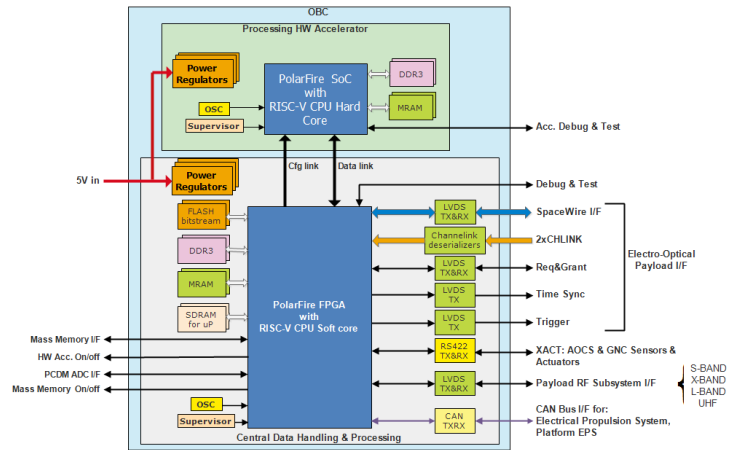 OBC
Processing HW Accelerator
Power
Regulators
PolarFire SoC
with
RISC-V CPU Hard
Core
DDR3
MRAM
OSC
Supervisor
Acc. Debug & Test
Cfg link
Data link
5V in
Power
Regulators
Debug & Test
FLASH
bitstream
LVDS
TX&RX
SpaceWire I/F
Channelink
deserializers
2xCHLINK
DDR3
Electro-Optical
Payload I/F
LVDS
TX&RX
Req&Grant
MRAM
LVDS
TX
Time Sync
PolarFire FPGA
with
RISC-V CPU Soft core
SDRAM
for uP
LVDS
TX
Trigger
Mass Memory I/F
RS422
TX&RX
XACT: AOCS & GNC Sensors &
Actuators
HW Acc. On/off
PCDM ADC I/F
LVDS
TX&RX
Payload RF Subsystem I/F
S-BAND
X-BAND
L-BAND
UHF
Mass Memory On/off
OSC
Supervisor
CAN
TXRX
CAN Bus I/F for:
Electrical Propulsion System,
Platform EPS
Central Data Handling & Processing